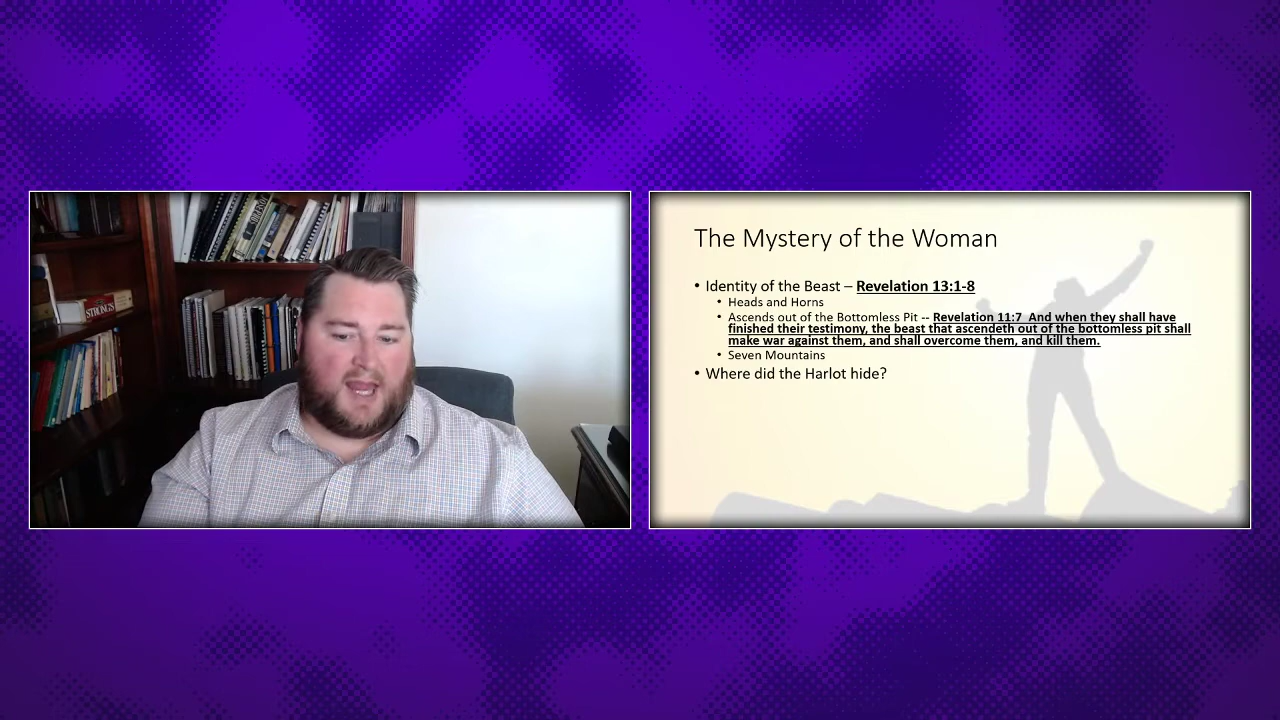 STRONG'S
The Mystery of the Woman
• Identity of the Beast – Revelation 13:1-8
• Heads and Horns
• Ascends out of the Bottomless Pit -- Revelation 11:7 And when they shall have
finished their testimony, the beast that ascendeth out of the bottomless pit shall
make war against them, and shall overcome them, and kill them.
• Seven Mountains
• Where did the Harlot hide?